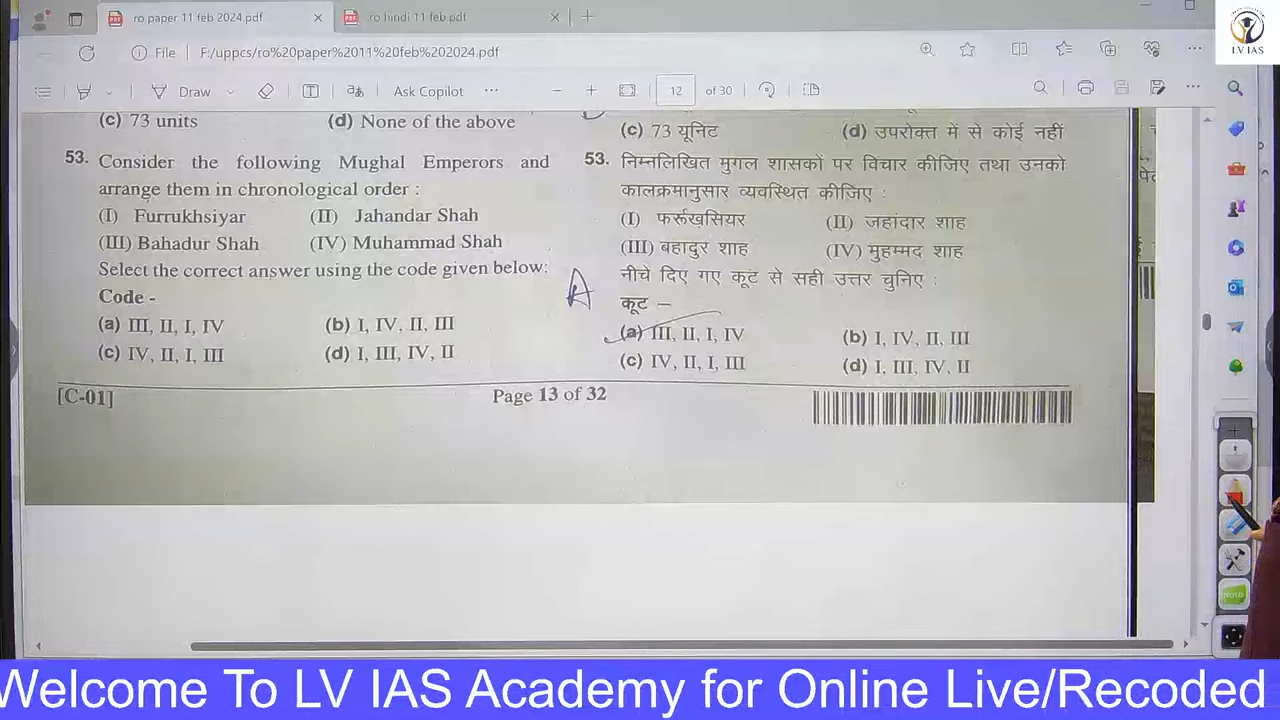 ro paper 11 feb 2024.pdf
ro hindi 11 feb.pdf
LV IAS
File
F:/uppcs/ro%20paper%2011%20feb%202024.pdf
Draw
Ask Copilot
12 of 30
(c) 73 units (d) None of the above
53. Consider the following Mughal Emperors and
arrange them in chronological order :
(I) Furrukhsiyar (II) Jahandar Shah
(III) Bahadur Shah (IV) Muhammad Shah
Select the correct answer using the code given below:
Code -
(a) III, II, I, IV (b) I, IV, II, III
(c) IV, II, I, III (d) I, III, IV, II
(c) 73 यूनिट (d) उपरोक्त में से कोई नहीं
53. निम्नलिखित मुगल शासकों पर विचार कीजिए तथा उनको
कालक्रमानुसार व्यवस्थित कीजिए :
(I) फर्रूखसियर (II) जहांदार शाह
(III) बहादुर शाह (IV) मुहम्मद शाह
नीचे दिए गए कूट से सही उत्तर चुनिए :
A
कूट –
(a) III, II, I, IV (b) I, IV, II, III
(c) IV, II, I, III (d) I, III, IV, II
[C-01] Page 13 of 32
Welcome To LV IAS Academy for Online Live/Recoded